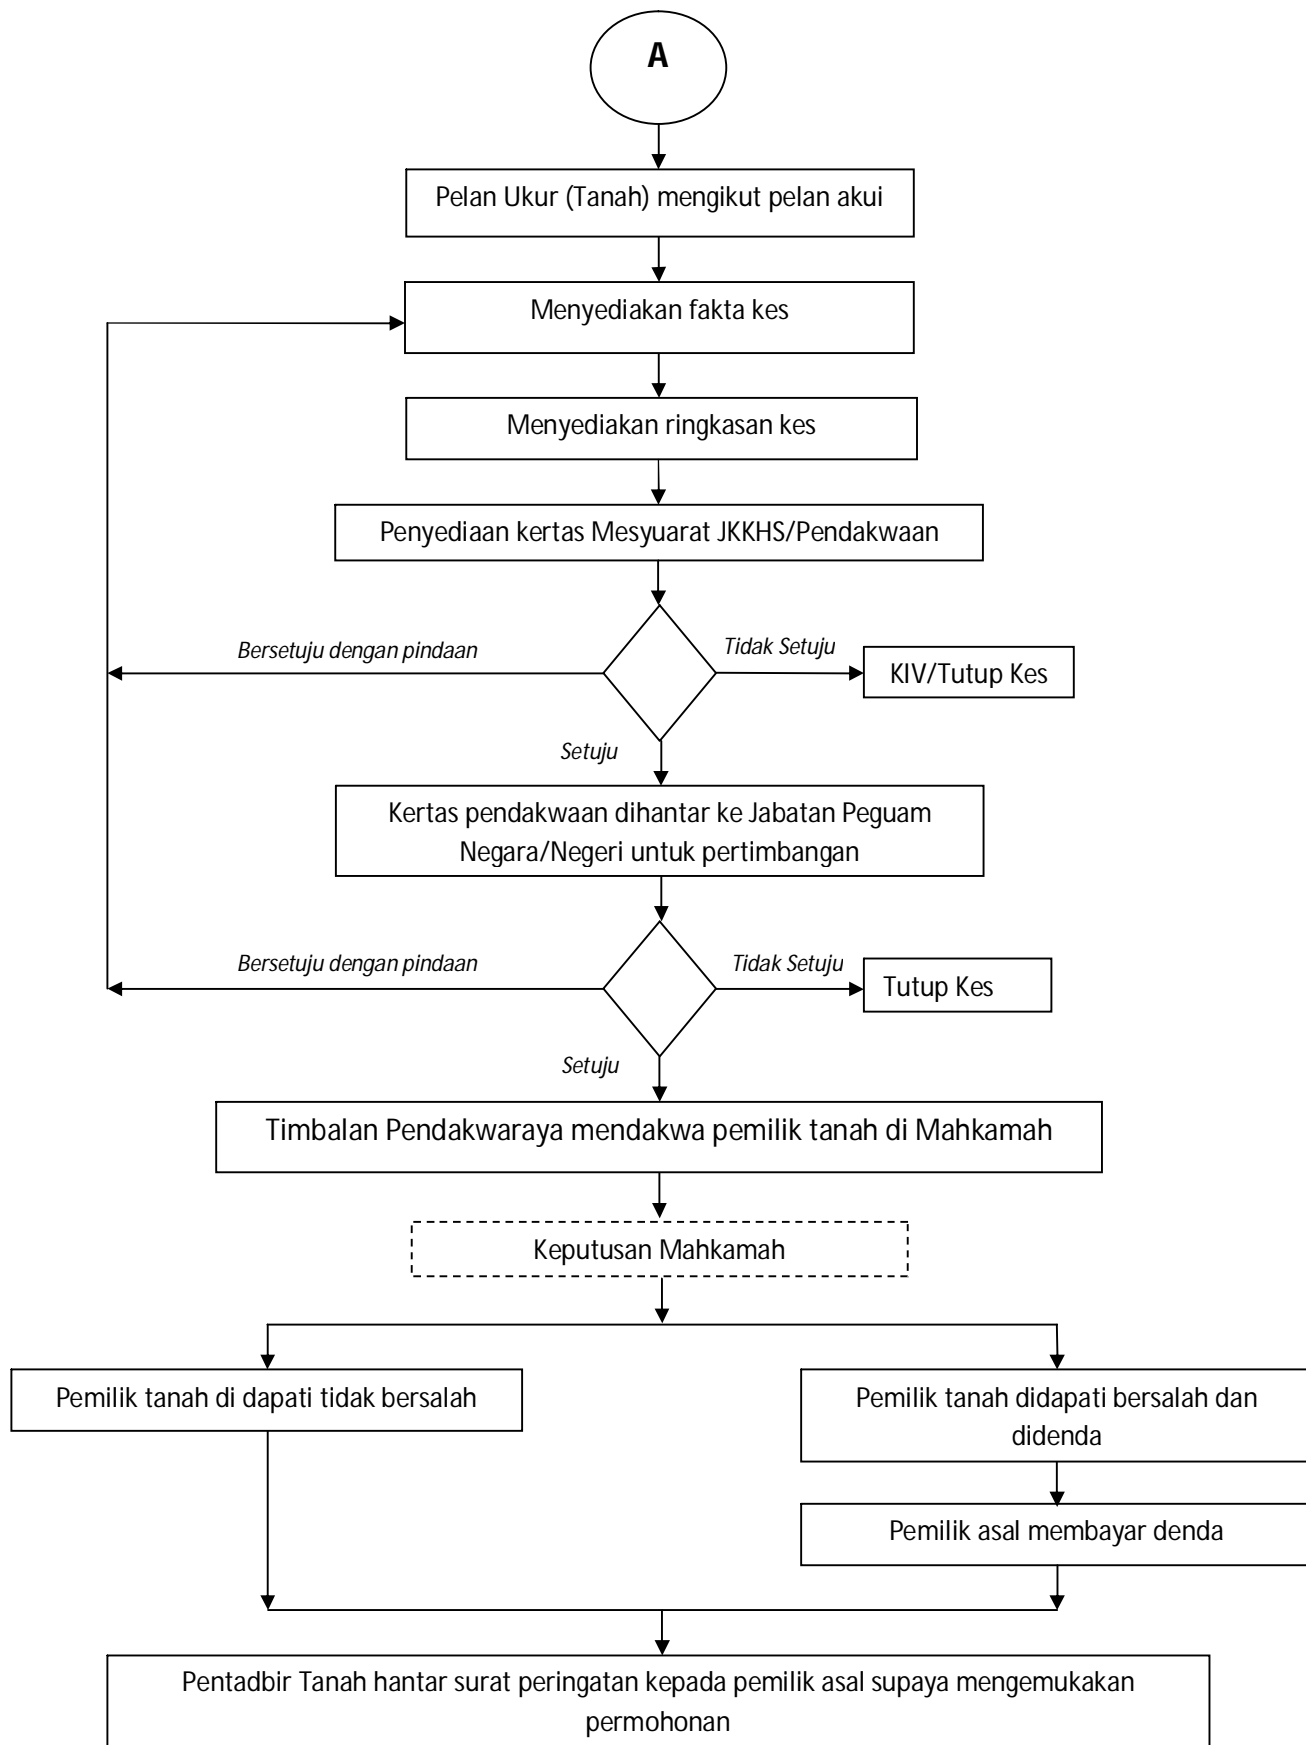 A
Pelan Ukur (Tanah) mengikut pelan akui
Menyediakan fakta kes
Menyediakan ringkasan kes
Penyediaan kertas Mesyuarat JKKHS/Pendakwaan
Bersetuju dengan pindaan
Tidak Setuju
KIV/Tutup Kes
Setuju
Kertas pendakwaan dihantar ke Jabatan Peguam
Negara/Negeri untuk pertimbangan
Bersetuju dengan pindaan
Tidak Setuju
Tutup Kes
Setuju
Timbalan Pendakwaraya mendakwa pemilik tanah di Mahkamah
Keputusan Mahkamah
Pemilik tanah di dapati tidak bersalah
Pemilik tanah didapati bersalah dan
didenda
Pemilik asal membayar denda
Pentadbir Tanah hantar surat peringatan kepada pemilik asal supaya mengemukakan
permohonan